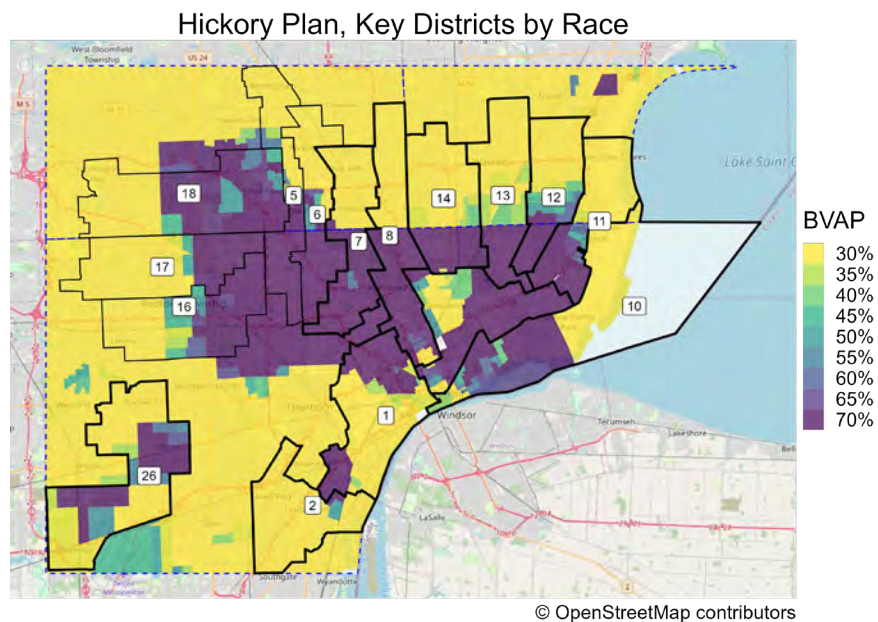 Hickory Plan, Key Districts by Race
West Bloomfield
Township
US 24
M 5
Lake Saint C
18
5
6
14
13
12
11
7
8
17
16
10
1
26
2
Windsor
Tecumseh
Lakeshore
Bell
LaSalle
Southgate
Wyandotte
BVAP
30%
35%
40%
45%
50%
55%
60%
65%
70%
© OpenStreetMap contributors